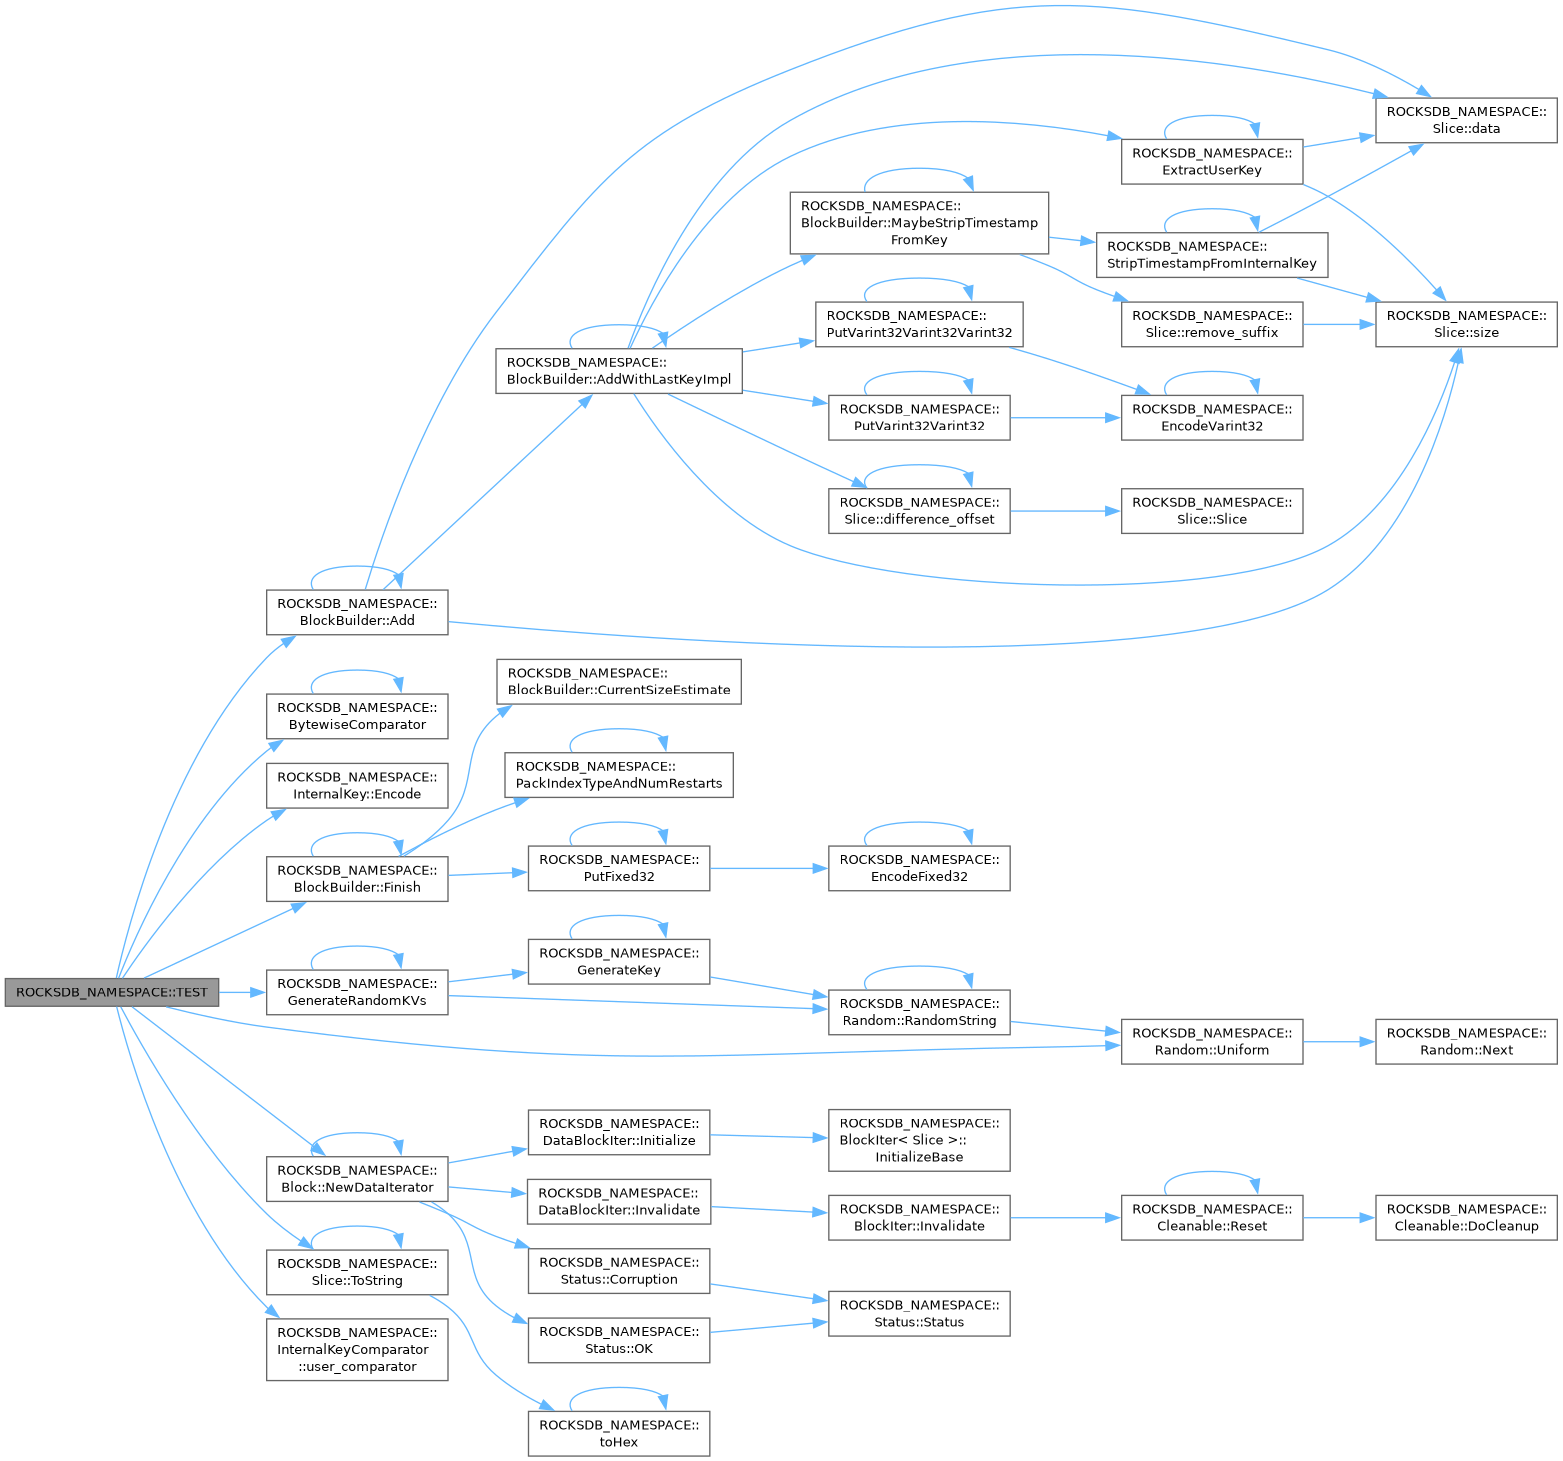 ROCKSDB_NAMESPACE::TEST
ROCKSDB_NAMESPACE::
BlockBuilder::Add
ROCKSDB_NAMESPACE::
BytewiseComparator
ROCKSDB_NAMESPACE::
InternalKey::Encode
ROCKSDB_NAMESPACE::
BlockBuilder::Finish
ROCKSDB_NAMESPACE::
GenerateRandomKVs
ROCKSDB_NAMESPACE::
Block::NewDataIterator
ROCKSDB_NAMESPACE::
Slice::ToString
ROCKSDB_NAMESPACE::
InternalKeyComparator
::user_comparator
ROCKSDB_NAMESPACE::
BlockBuilder::AddWithLastKeyImpl
ROCKSDB_NAMESPACE::
BlockBuilder::CurrentSizeEstimate
ROCKSDB_NAMESPACE::
PackIndexTypeAndNumRestarts
ROCKSDB_NAMESPACE::
PutFixed32
ROCKSDB_NAMESPACE::
GenerateKey
ROCKSDB_NAMESPACE::
DataBlockIter::Initialize
ROCKSDB_NAMESPACE::
DataBlockIter::Invalidate
ROCKSDB_NAMESPACE::
Status::Corruption
ROCKSDB_NAMESPACE::
Status::OK
ROCKSDB_NAMESPACE::
toHex
ROCKSDB_NAMESPACE::
BlockBuilder::MaybeStripTimestamp
FromKey
ROCKSDB_NAMESPACE::
PutVarint32Varint32Varint32
ROCKSDB_NAMESPACE::
PutVarint32Varint32
ROCKSDB_NAMESPACE::
Slice::difference_offset
ROCKSDB_NAMESPACE::
EncodeFixed32
ROCKSDB_NAMESPACE::
Random::RandomString
ROCKSDB_NAMESPACE::
BlockIter< Slice >::
InitializeBase
ROCKSDB_NAMESPACE::
BlockIter::Invalidate
ROCKSDB_NAMESPACE::
Status::Status
ROCKSDB_NAMESPACE::
ExtractUserKey
ROCKSDB_NAMESPACE::
StripTimestampFromInternalKey
ROCKSDB_NAMESPACE::
Slice::remove_suffix
ROCKSDB_NAMESPACE::
EncodeVarint32
ROCKSDB_NAMESPACE::
Slice::Slice
ROCKSDB_NAMESPACE::
Random::Uniform
ROCKSDB_NAMESPACE::
Cleanable::Reset
ROCKSDB_NAMESPACE::
Slice::data
ROCKSDB_NAMESPACE::
Slice::size
ROCKSDB_NAMESPACE::
Random::Next
ROCKSDB_NAMESPACE::
Cleanable::DoCleanup